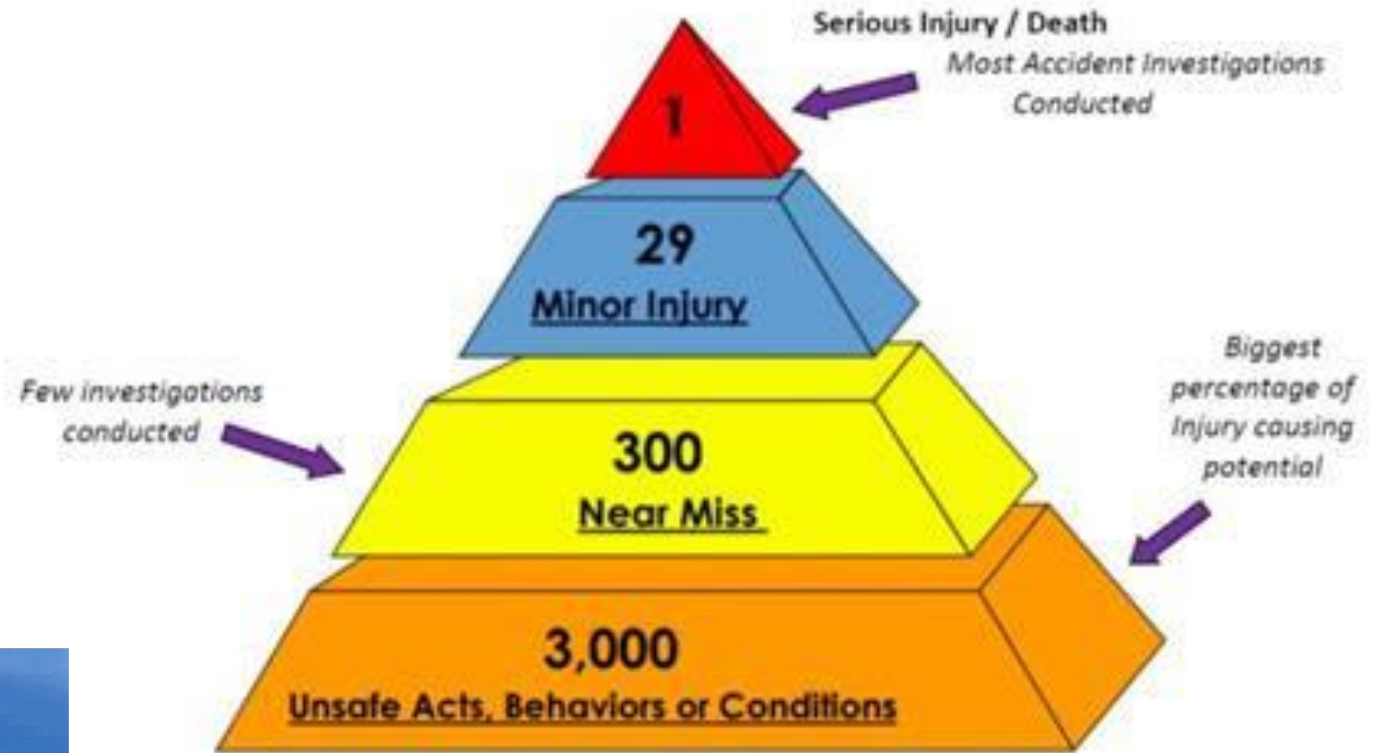 Serious Injury / Death
Most Accident Investigations
Conducted
1
29
Minor Injury
Biggest
percentage of
Injury causing
potential
Few investigations
conducted
300
Near Miss
3,000
Unsafe Acts, Behaviors or Conditions